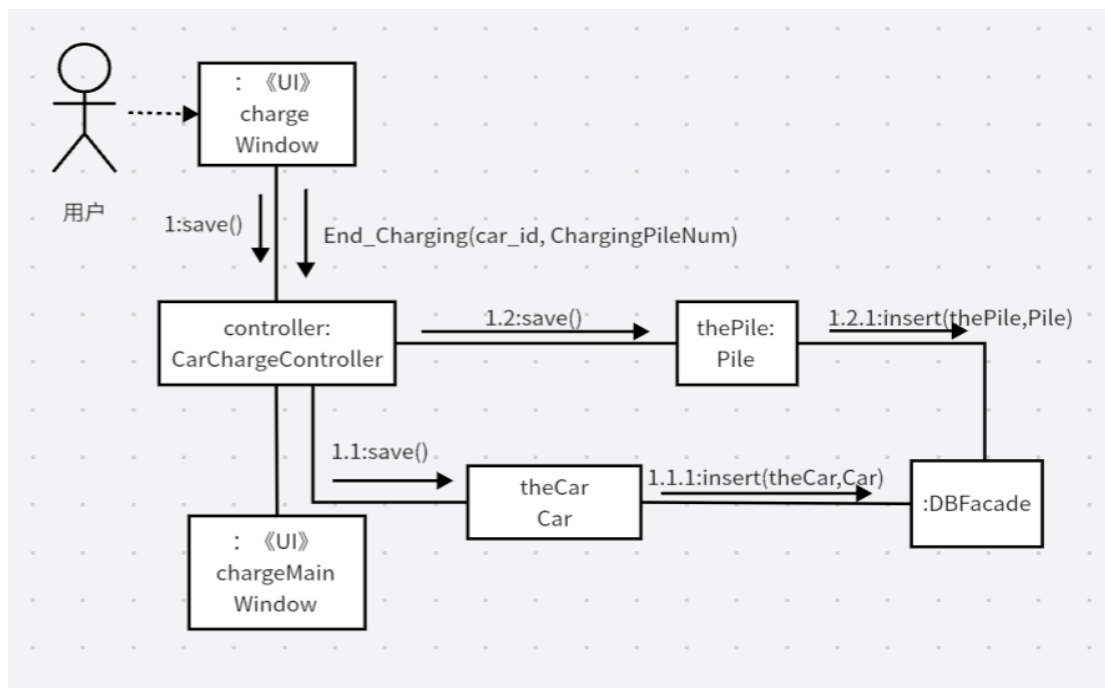 ： 《UI》
charge
Window
用户
1:save()
End_Charging(car_id, ChargingPileNum)
controller:
CarChargeController
1.2:save()
thePile:
Pile
1.2.1:insert(thePile,Pile)
1.1:save()
theCar
Car
1.1.1:insert(theCar,Car)
:DBFacade
： 《UI》
chargeMain
Window